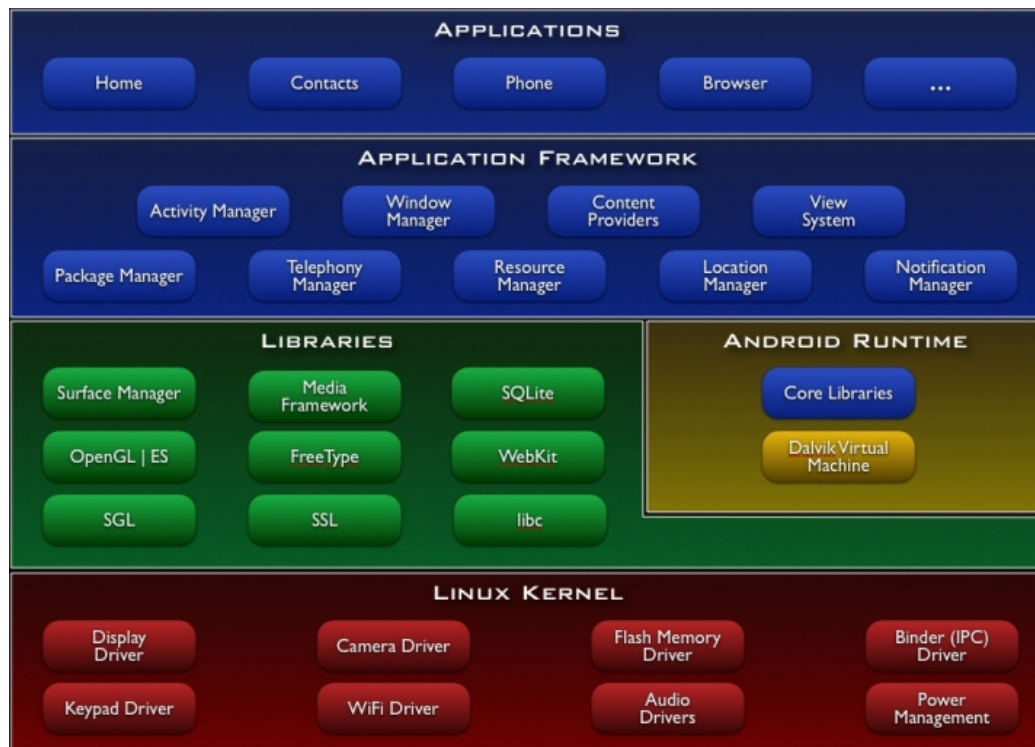 APPLICATIONS
Home Contacts Phone Browser ...
APPLICATION FRAMEWORK
Activity Manager
Window
Manager
Content
Providers
View
System
Package Manager
Telephony
Manager
Resource
Manager
Location
Manager
Notification
Manager
LIBRARIES
Surface Manager
Media
Framework
SQLite
OpenGL | ES
FreeType
WebKit
SGL
SSL
libc
ANDROID RUNTIME
Core Libraries
Dalvik Virtual
Machine
LINUX KERNEL
Display
Driver
Camera Driver
Flash Memory
Driver
Binder (IPC)
Driver
Keypad Driver
WiFi Driver
Audio
Drivers
Power
Management